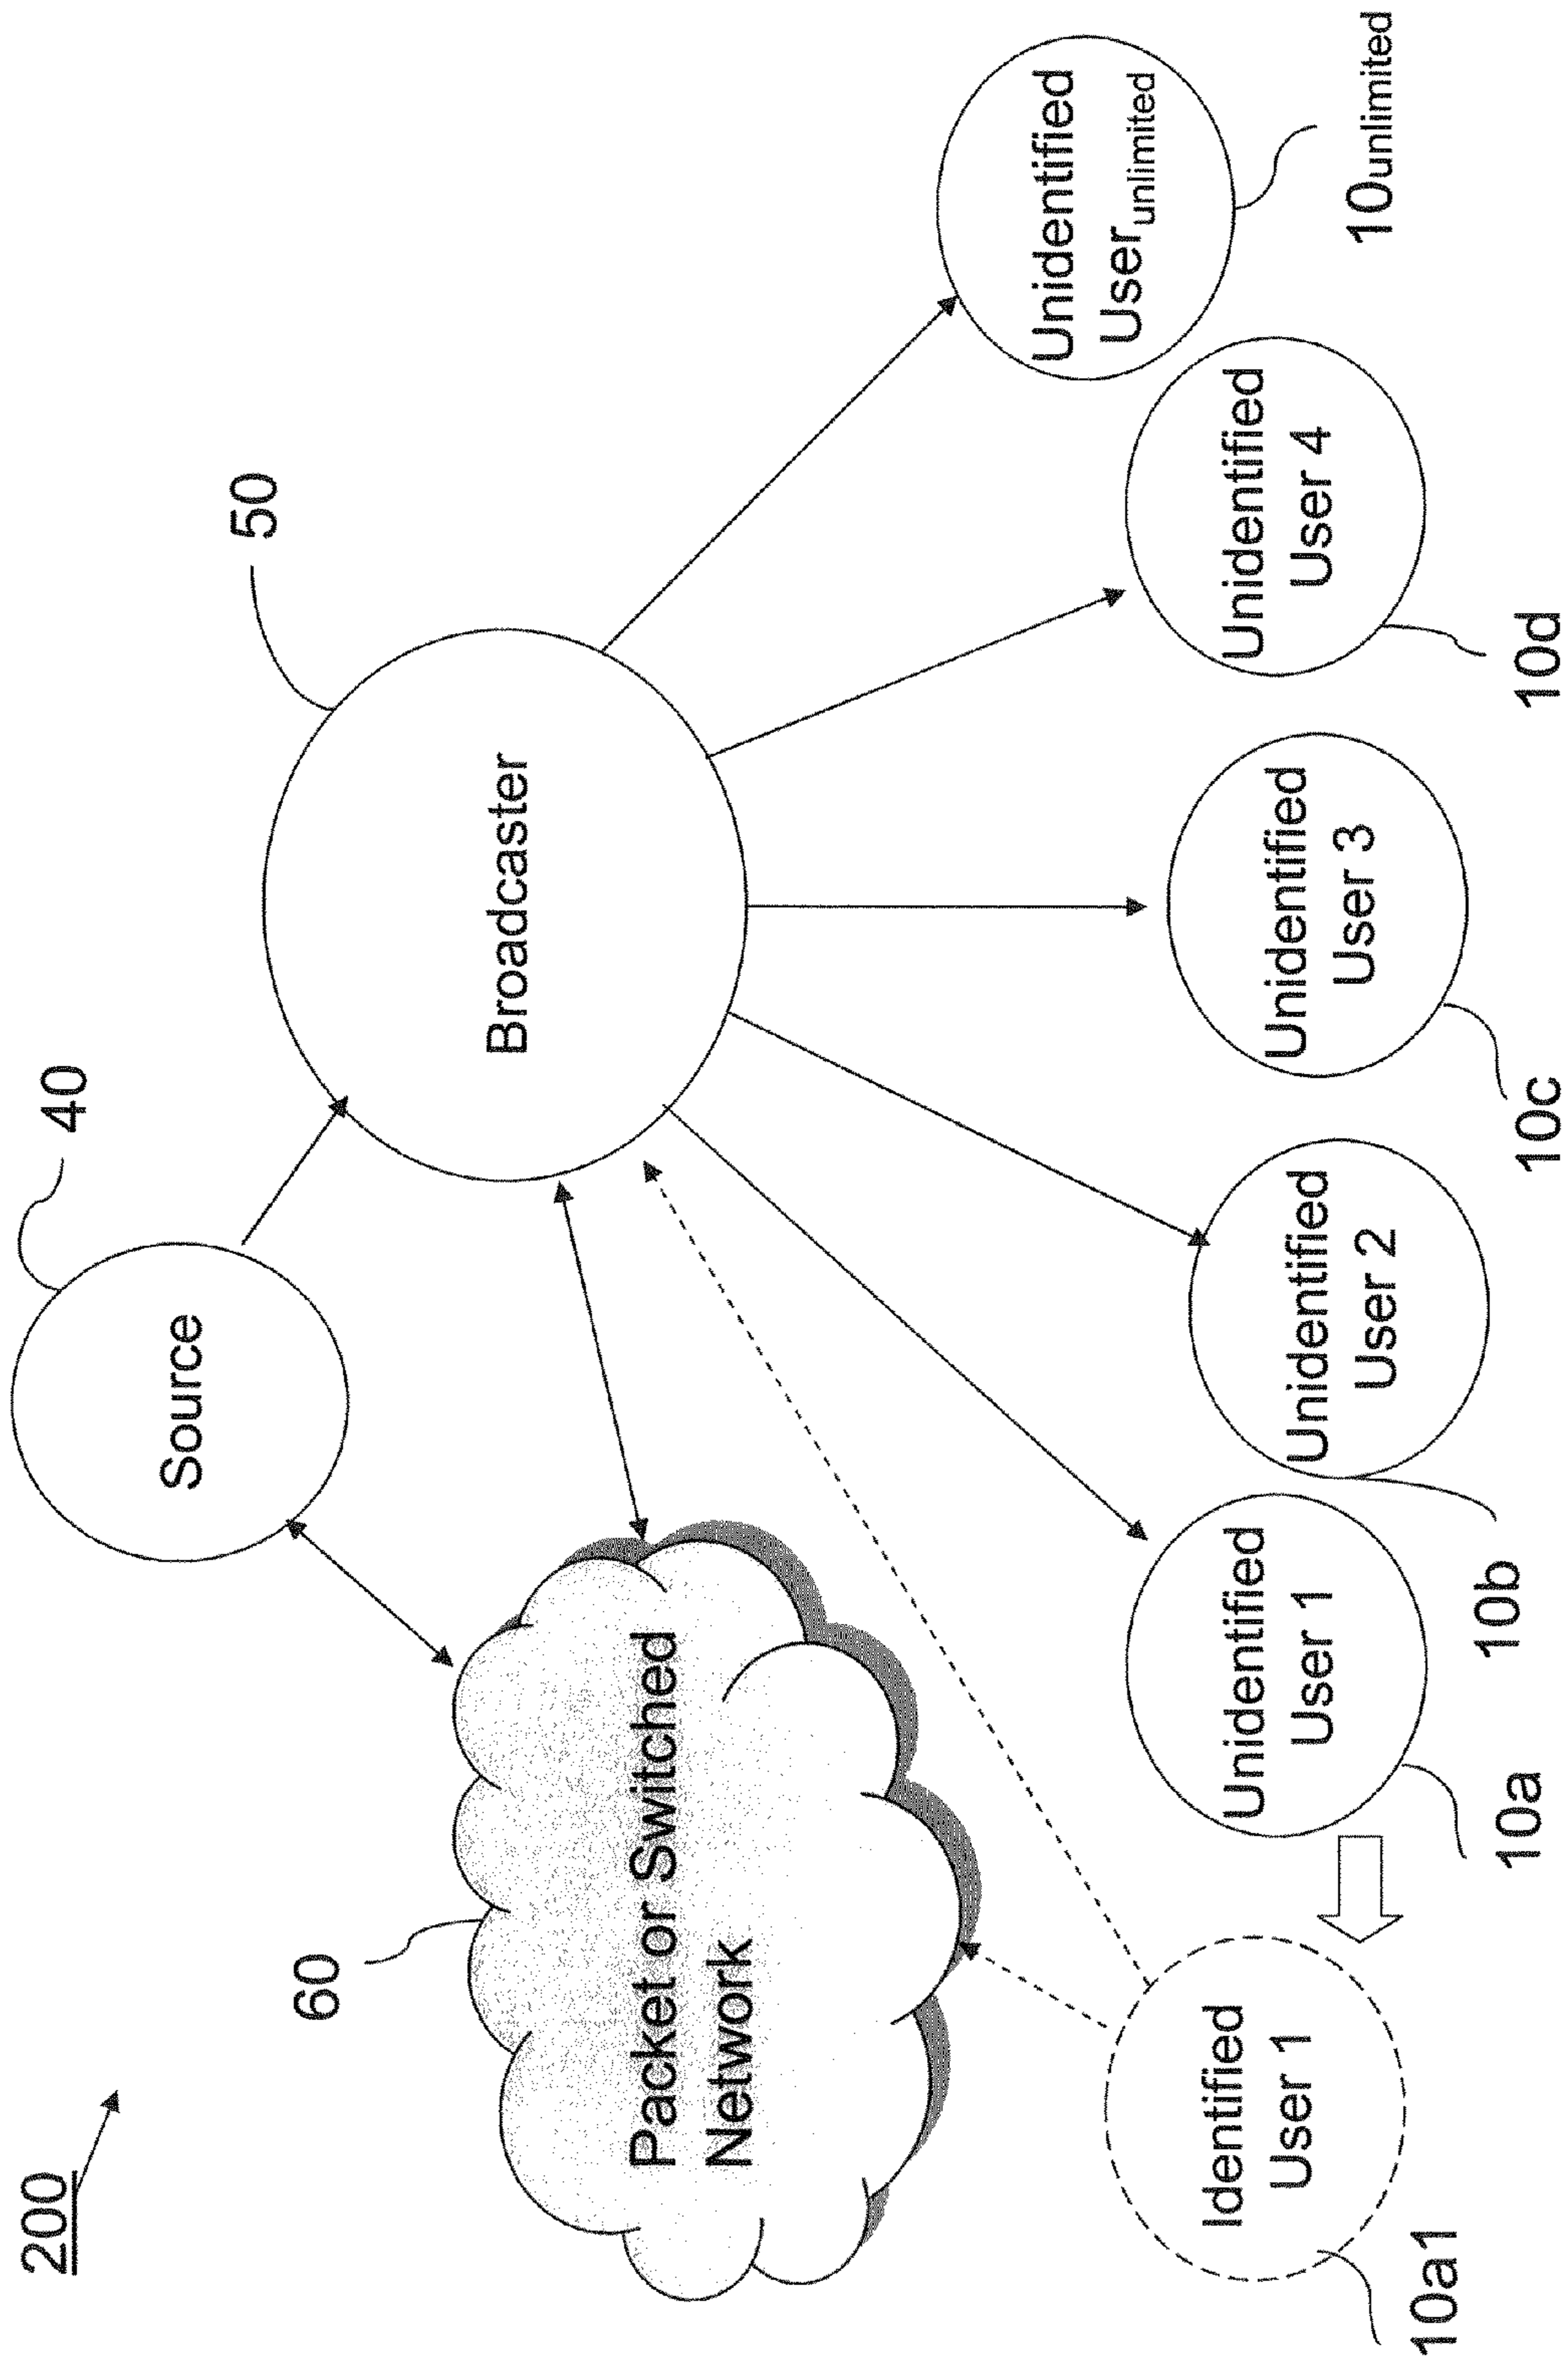 200
40
Source
50
Broadcaster
60
Packet or Switched
Network
Identified
User 1
10a1
Unidentified
User 1
10a
Unidentified
User 2
10b
Unidentified
User 3
10c
Unidentified
User 4
10d
Unidentified
Userunlimited
10unlimited